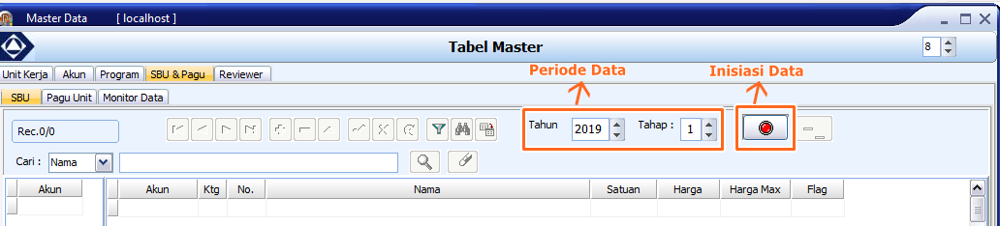 Master Data [ localhost ]
Tabel Master
8
Unit Kerja Akun Program SBU & Pagu Reviewer
Periode Data Inisiasi Data
SBU Pagu Unit Monitor Data
Rec.0/0 Tahun 2019 Tahap : 1
Cari : Nama
Akun Akun Ktg No. Nama Satuan Harga Harga Max Flag